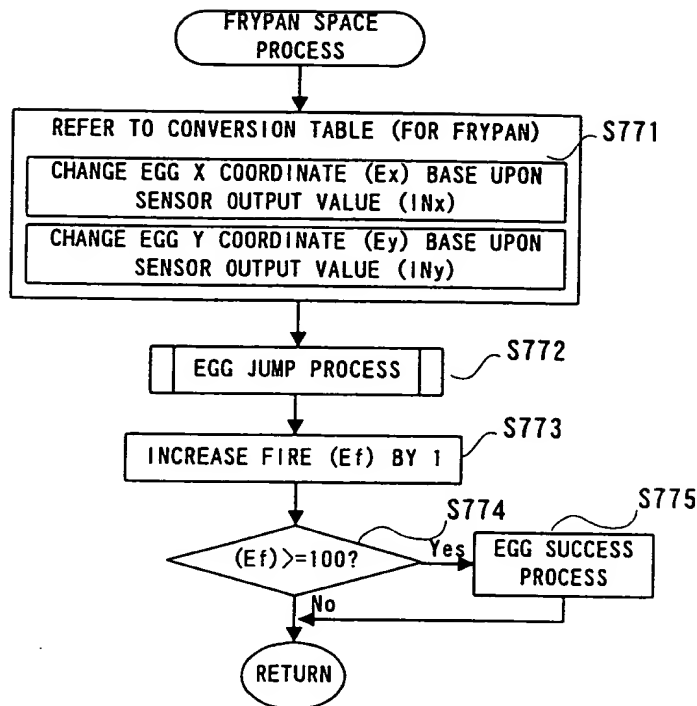 FRYPAN SPACE
PROCESS
REFER TO CONVERSION TABLE (FOR FRYPAN)
S771
CHANGE EGG X COORDINATE (Ex) BASE UPON
SENSOR OUTPUT VALUE (INx)
CHANGE EGG Y COORDINATE (Ey) BASE UPON
SENSOR OUTPUT VALUE (INy)
EGG JUMP PROCESS
S772
INCREASE FIRE (Ef) BY 1
S773
(Ef)>=100?
S774
Yes
EGG SUCCESS
PROCESS
S775
No
RETURN